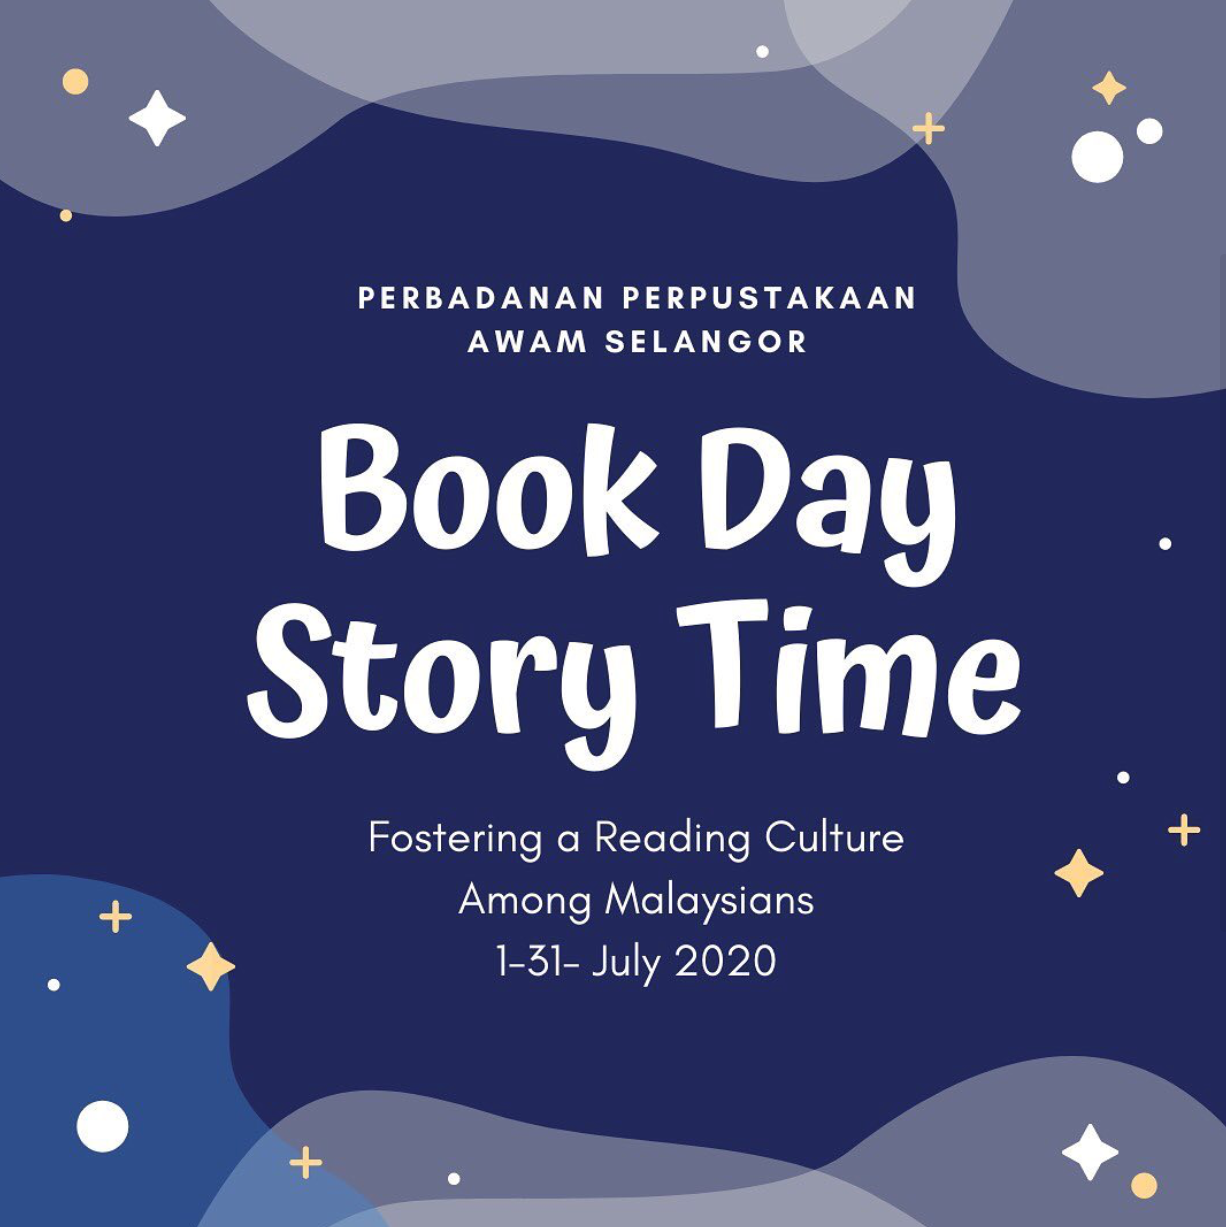 PERBADANAN PERPUSTAKAAN
AWAM SELANGOR
Book Day
Story Time
Fostering a Reading Culture
Among Malaysians
1-31- July 2020